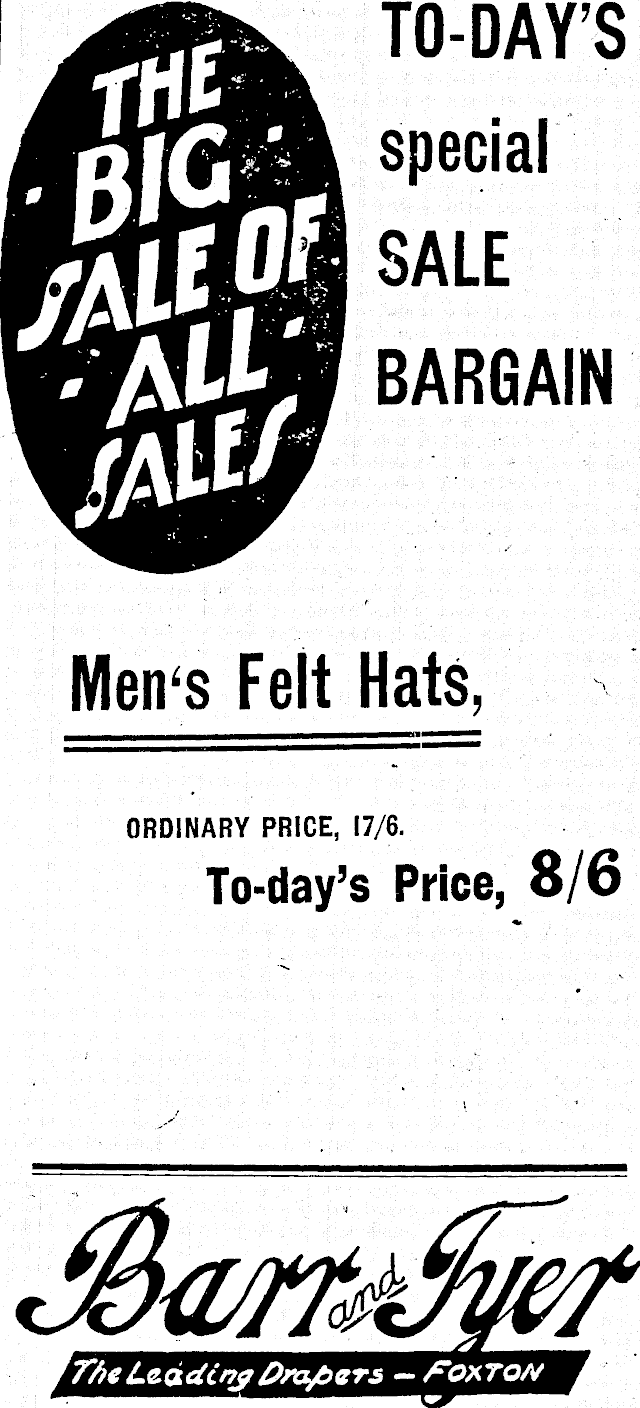 THE
BIG
SALE OF
ALL
SALES
TO-DAY'S
special
SALE
BARGAIN
Men‘s Felt Hats,
ORDINARY PRICE, 17/6.
To-day's Price, 8/6
Barr and Tyer
The Leading Drapers – FOXTON